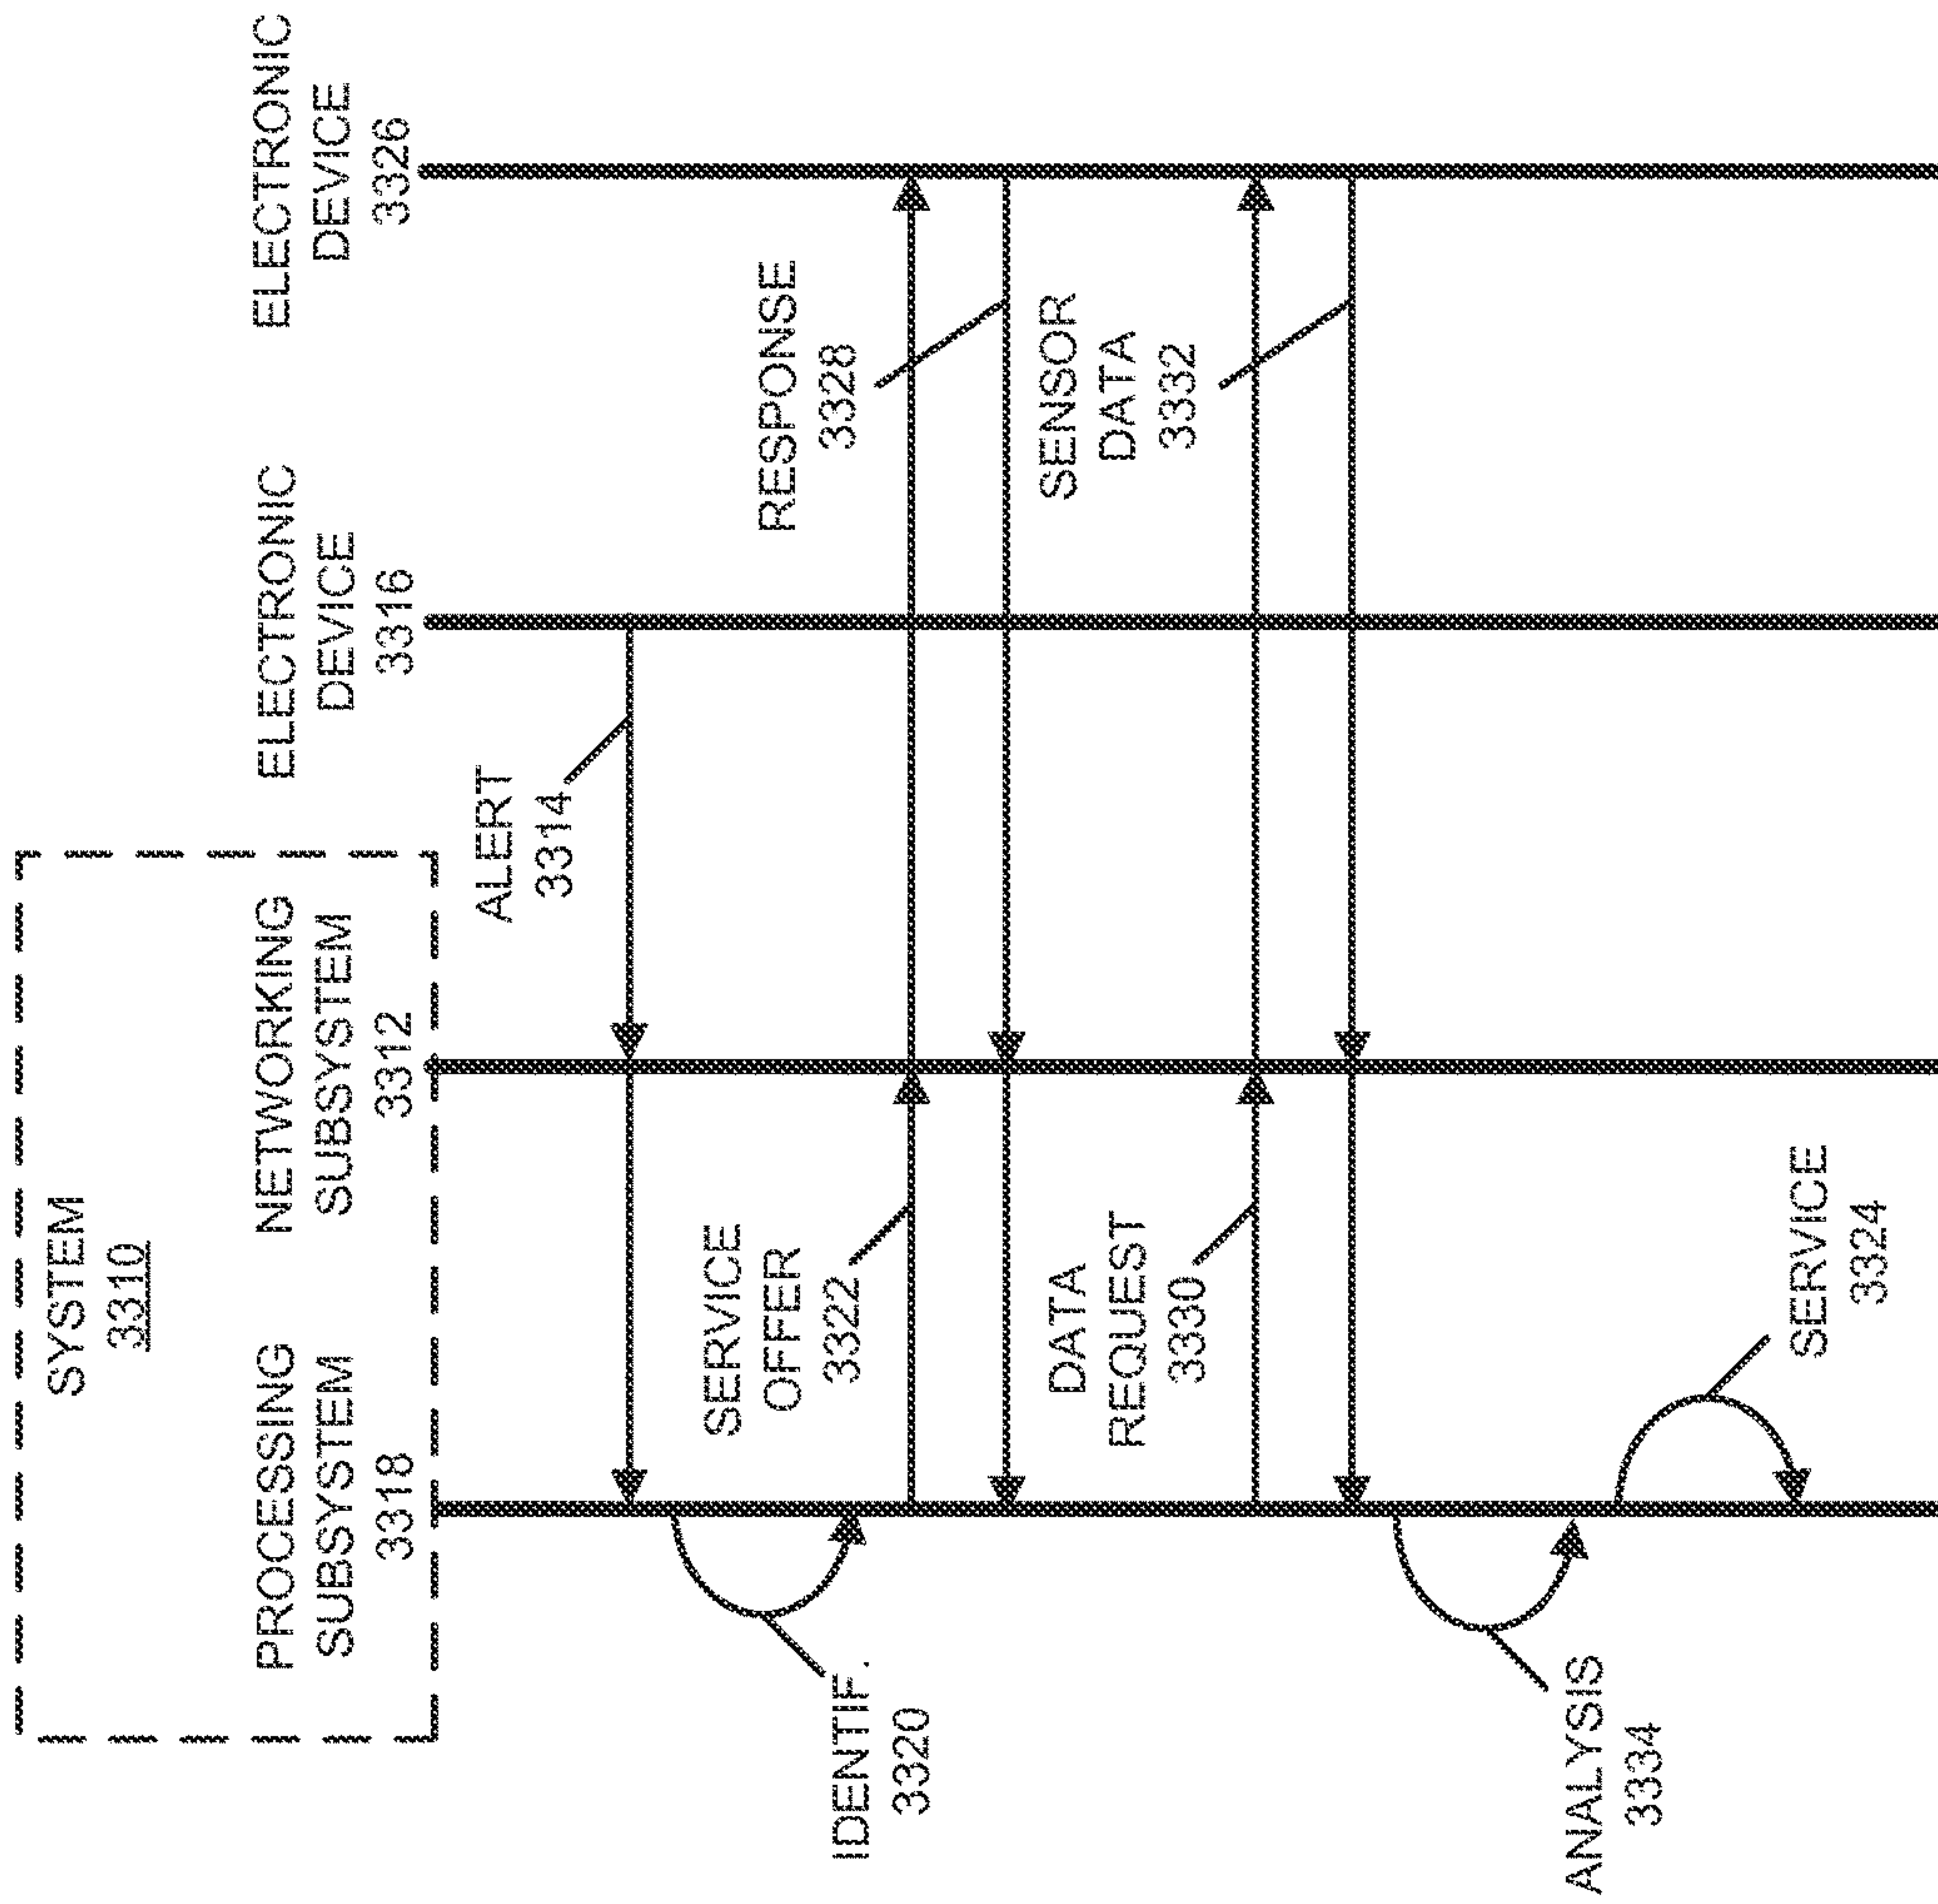 SYSTEM
3310
PROCESSING
SUBSYSTEM
3318
NETWORKING
SUBSYSTEM
3312
ELECTRONIC
DEVICE
3316
ELECTRONIC
DEVICE
3326
ALERT
3314
IDENTIF.
3320
SERVICE
OFFER
3322
RESPONSE
3328
DATA
REQUEST
3330
SENSOR
DATA
3332
ANALYSIS
3334
SERVICE
3324